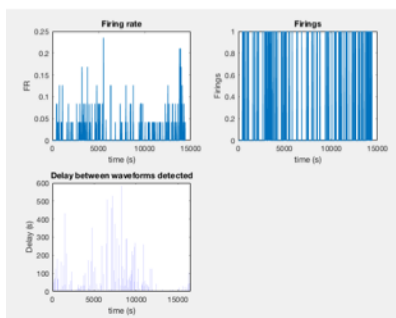 Firing rate
0.25
0.2
0.15
0.1
0.05
0
FR
0 5000 10000 15000
time (s)
Firings
1
0.8
0.6
0.4
0.2
0
Firings
0 5000 10000 15000
time (s)
Delay between waveforms detected
600
500
400
300
200
100
0
Delay (s)
0 5000 10000 15000
time (s)